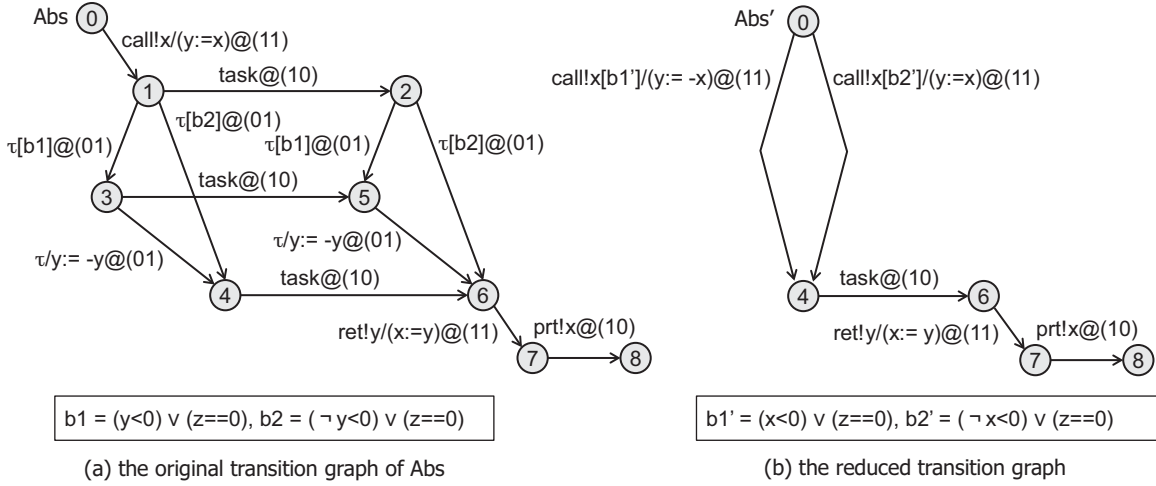 Abs
0
call!x/(y:=x)@(11)
1
task@(10)
2
τ[b2]@(01)
τ[b1]@(01)
τ[b1]@(01)
τ[b2]@(01)
3
task@(10)
5
τ/y:= -y@(01)
τ/y:= -y@(01)
4
task@(10)
6
ret!y/(x:=y)@(11)
prt!x@(10)
7
8
b1 = (y<0) ∨ (z==0), b2 = ( ¬ y<0) ∨ (z==0)
(a) the original transition graph of Abs
Abs’
0
call!x[b1’]/(y:= -x)@(11)
call!x[b2’]/(y:=x)@(11)
4
task@(10)
6
ret!y/(x:= y)@(11)
prt!x@(10)
7
8
b1’ = (x<0) ∨ (z==0), b2’ = ( ¬ x<0) ∨ (z==0)
(b) the reduced transition graph